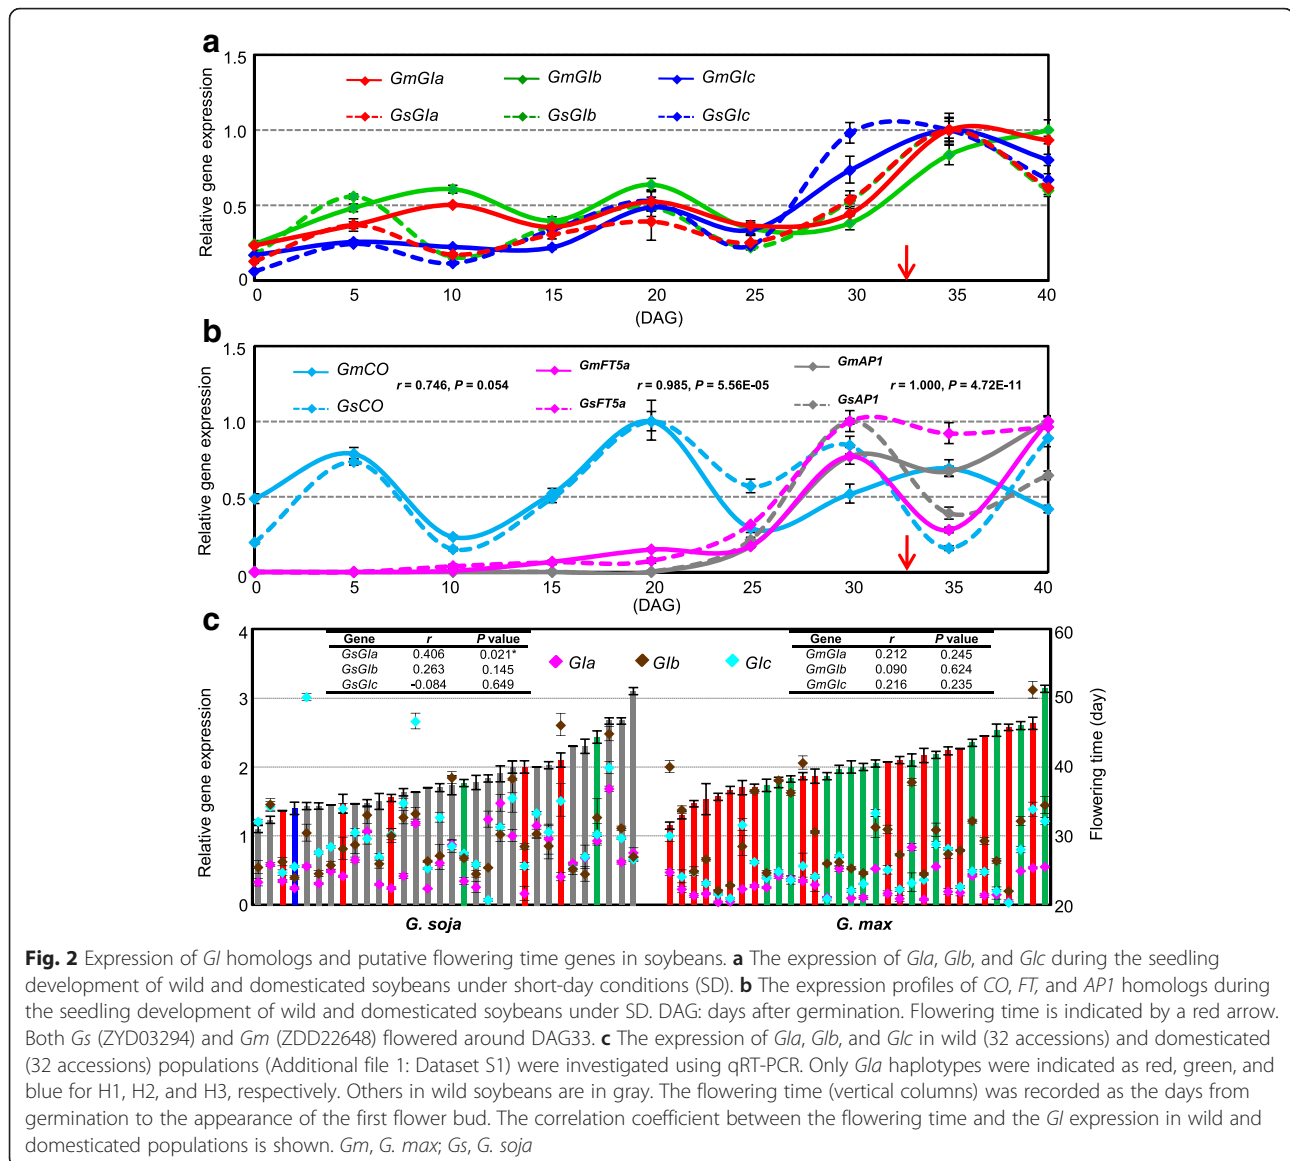 a
1.5
1.0
0.5
0
Relative gene expression
GmGIa
GmGIb
GmGIc
GsGIa
GsGIb
GsGIc
0 5 10 15 20 25 30 35 40
(DAG)
b
1.5
1.0
0.5
0
Relative gene expression
GmCO
GmFT5a
GmAP1
r = 0.746, P = 0.054
r = 0.985, P = 5.56E-05
r = 1.000, P = 4.72E-11
GsCO
GsFT5a
GsAP1
0 5 10 15 20 25 30 35 40
(DAG)
c
4
3
2
1
0
Relative gene expression
Gene r P value
GsGIa 0.406 0.021*
GsGIb 0.263 0.145
GsGIc -0.084 0.649
GIa GIb GIc
Gene r P value
GmGIa 0.212 0.245
GmGIb 0.090 0.624
GmGIc 0.216 0.235
60
50
40
30
20
Flowering time (day)
G. soja
G. max
Fig. 2 Expression of GI homologs and putative flowering time genes in soybeans. a The expression of GIa, GIb, and GIc during the seedling
development of wild and domesticated soybeans under short-day conditions (SD). b The expression profiles of CO, FT, and AP1 homologs during
the seedling development of wild and domesticated soybeans under SD. DAG: days after germination. Flowering time is indicated by a red arrow.
Both Gs (ZYD03294) and Gm (ZDD22648) flowered around DAG33. c The expression of GIa, GIb, and GIc in wild (32 accessions) and domesticated
(32 accessions) populations (Additional file 1: Dataset S1) were investigated using qRT-PCR. Only GIa haplotypes were indicated as red, green, and
blue for H1, H2, and H3, respectively. Others in wild soybeans are in gray. The flowering time (vertical columns) was recorded as the days from
germination to the appearance of the first flower bud. The correlation coefficient between the flowering time and the GI expression in wild and
domesticated populations is shown. Gm, G. max; Gs, G. soja